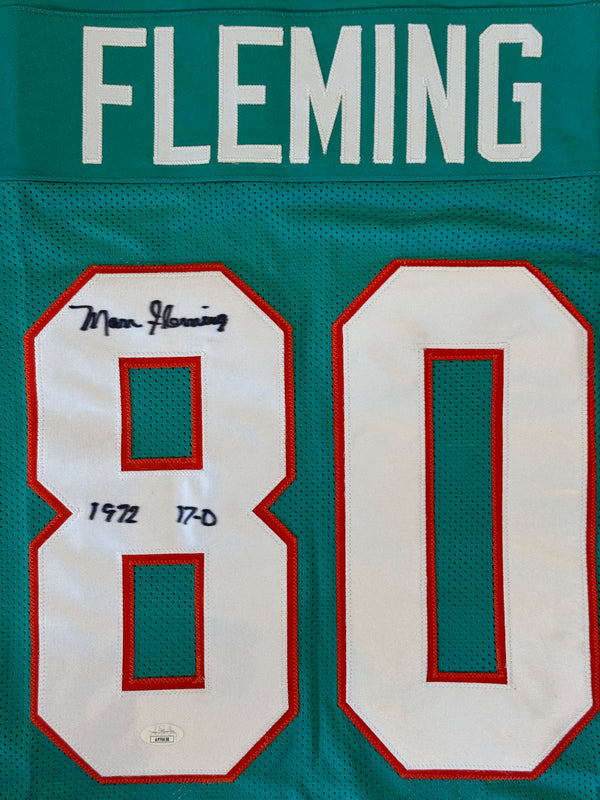 FLEMING
80
Marv Fleming
1972 17-0